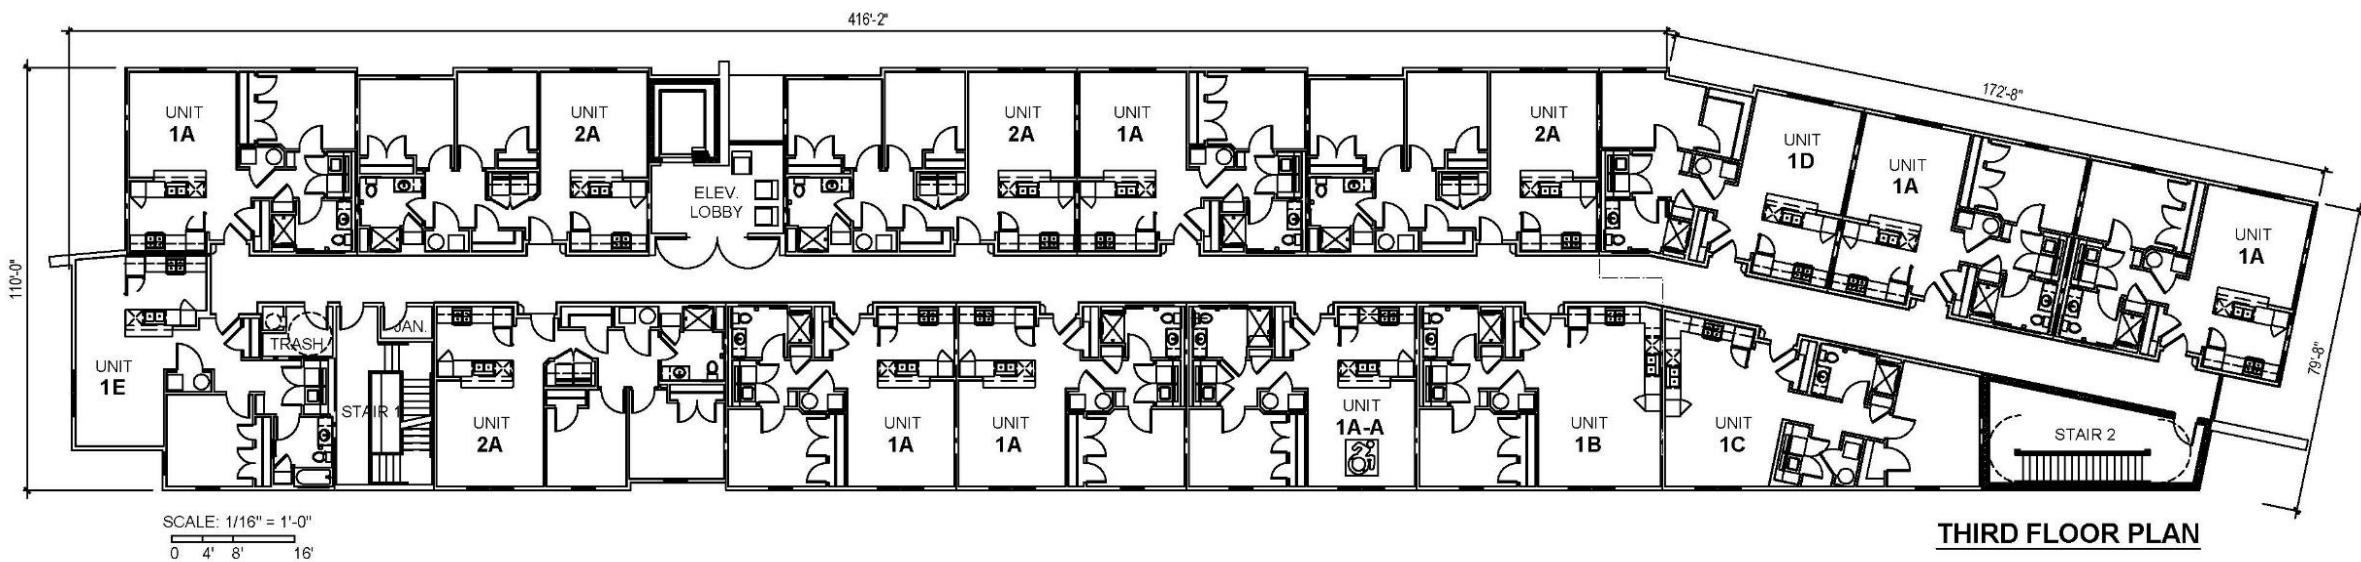 416'-2"
172'-8"
110'-0"
79'-8"
UNIT
1A
UNIT
2A
ELEV.
LOBBY
UNIT
2A
UNIT
1A
UNIT
2A
UNIT
1D
UNIT
1A
UNIT
1A
UNIT
1E
TRASH
JAN.
STAIR 1
UNIT
2A
UNIT
1A
UNIT
1A
UNIT
1A-A
UNIT
1B
UNIT
1C
STAIR 2
SCALE: 1/16" = 1'-0"
0 4' 8' 16'
THIRD FLOOR PLAN